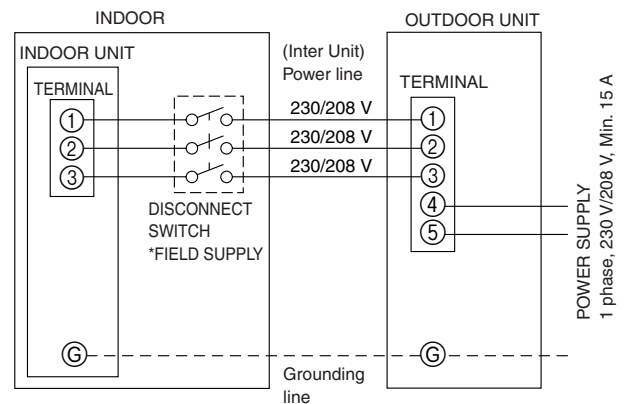 INDOOR
INDOOR UNIT
TERMINAL
1
2
3
G
DISCONNECT
SWITCH
*FIELD SUPPLY
(Inter Unit)
Power line
230/208 V
230/208 V
230/208 V
Grounding
line
OUTDOOR UNIT
TERMINAL
1
2
3
4
5
G
POWER SUPPLY
1 phase, 230 V/208 V, Min. 15 A